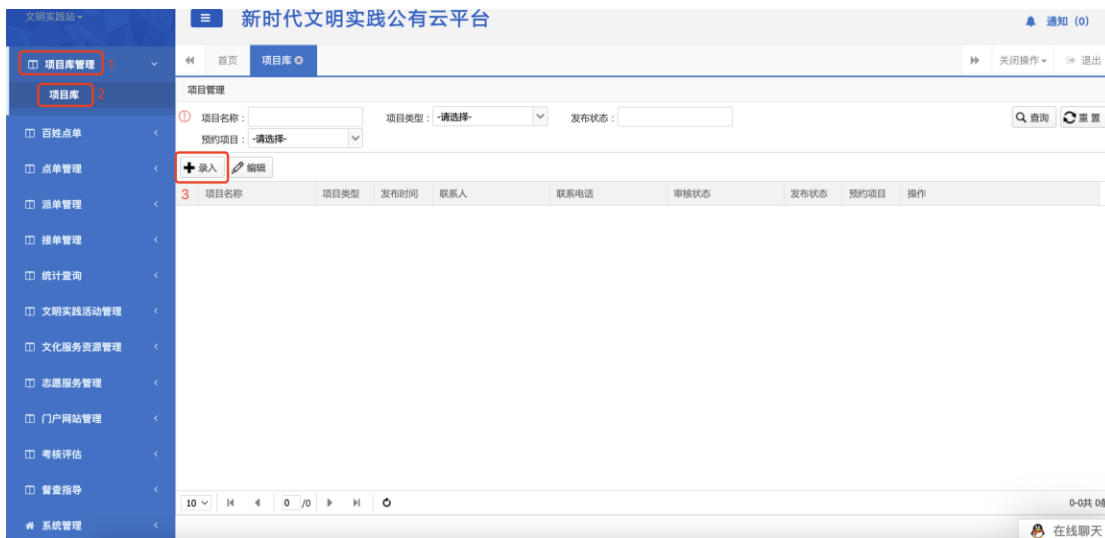 文明实践站
新时代文明实践公有云平台
通知 (0)
项目库管理 1
首页 项目库 关闭操作 退出
项目库 2
项目管理
项目名称： 项目类型： -请选择- 发布状态： 查询 重置
预约项目： -请选择-
百姓点单
录入 编辑
点单管理
3 项目名称 项目类型 发布时间 联系人 联系电话 审核状态 发布状态 预约项目 操作
派单管理
接单管理
统计查询
文明实践活动管理
文化服务资源管理
志愿服务管理
门户网站管理
考核评估
督查指导
10 0 /0 0-0共 0条
系统管理
在线聊天